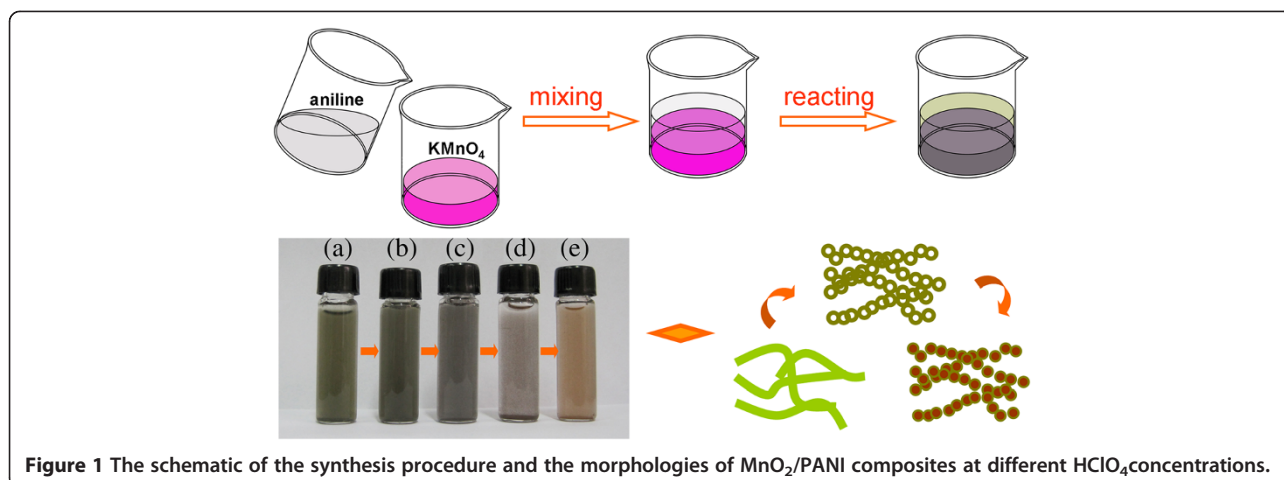 aniline
KMnO₄
mixing
reacting
(a) (b) (c) (d) (e)
Figure 1 The schematic of the synthesis procedure and the morphologies of MnO₂/PANI composites at different HClO₄concentrations.